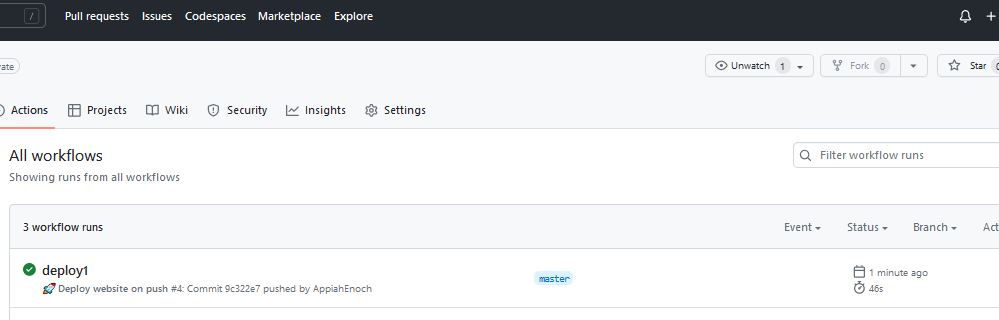 / Pull requests Issues Codespaces Marketplace Explore
vate Unwatch 1 Fork 0 Star
Actions Projects Wiki Security Insights Settings
All workflows Filter workflow runs
Showing runs from all workflows
3 workflow runs Event Status Branch Act
deploy1 master 1 minute ago
Deploy website on push #4: Commit 9c322e7 pushed by AppiahEnoch 46s